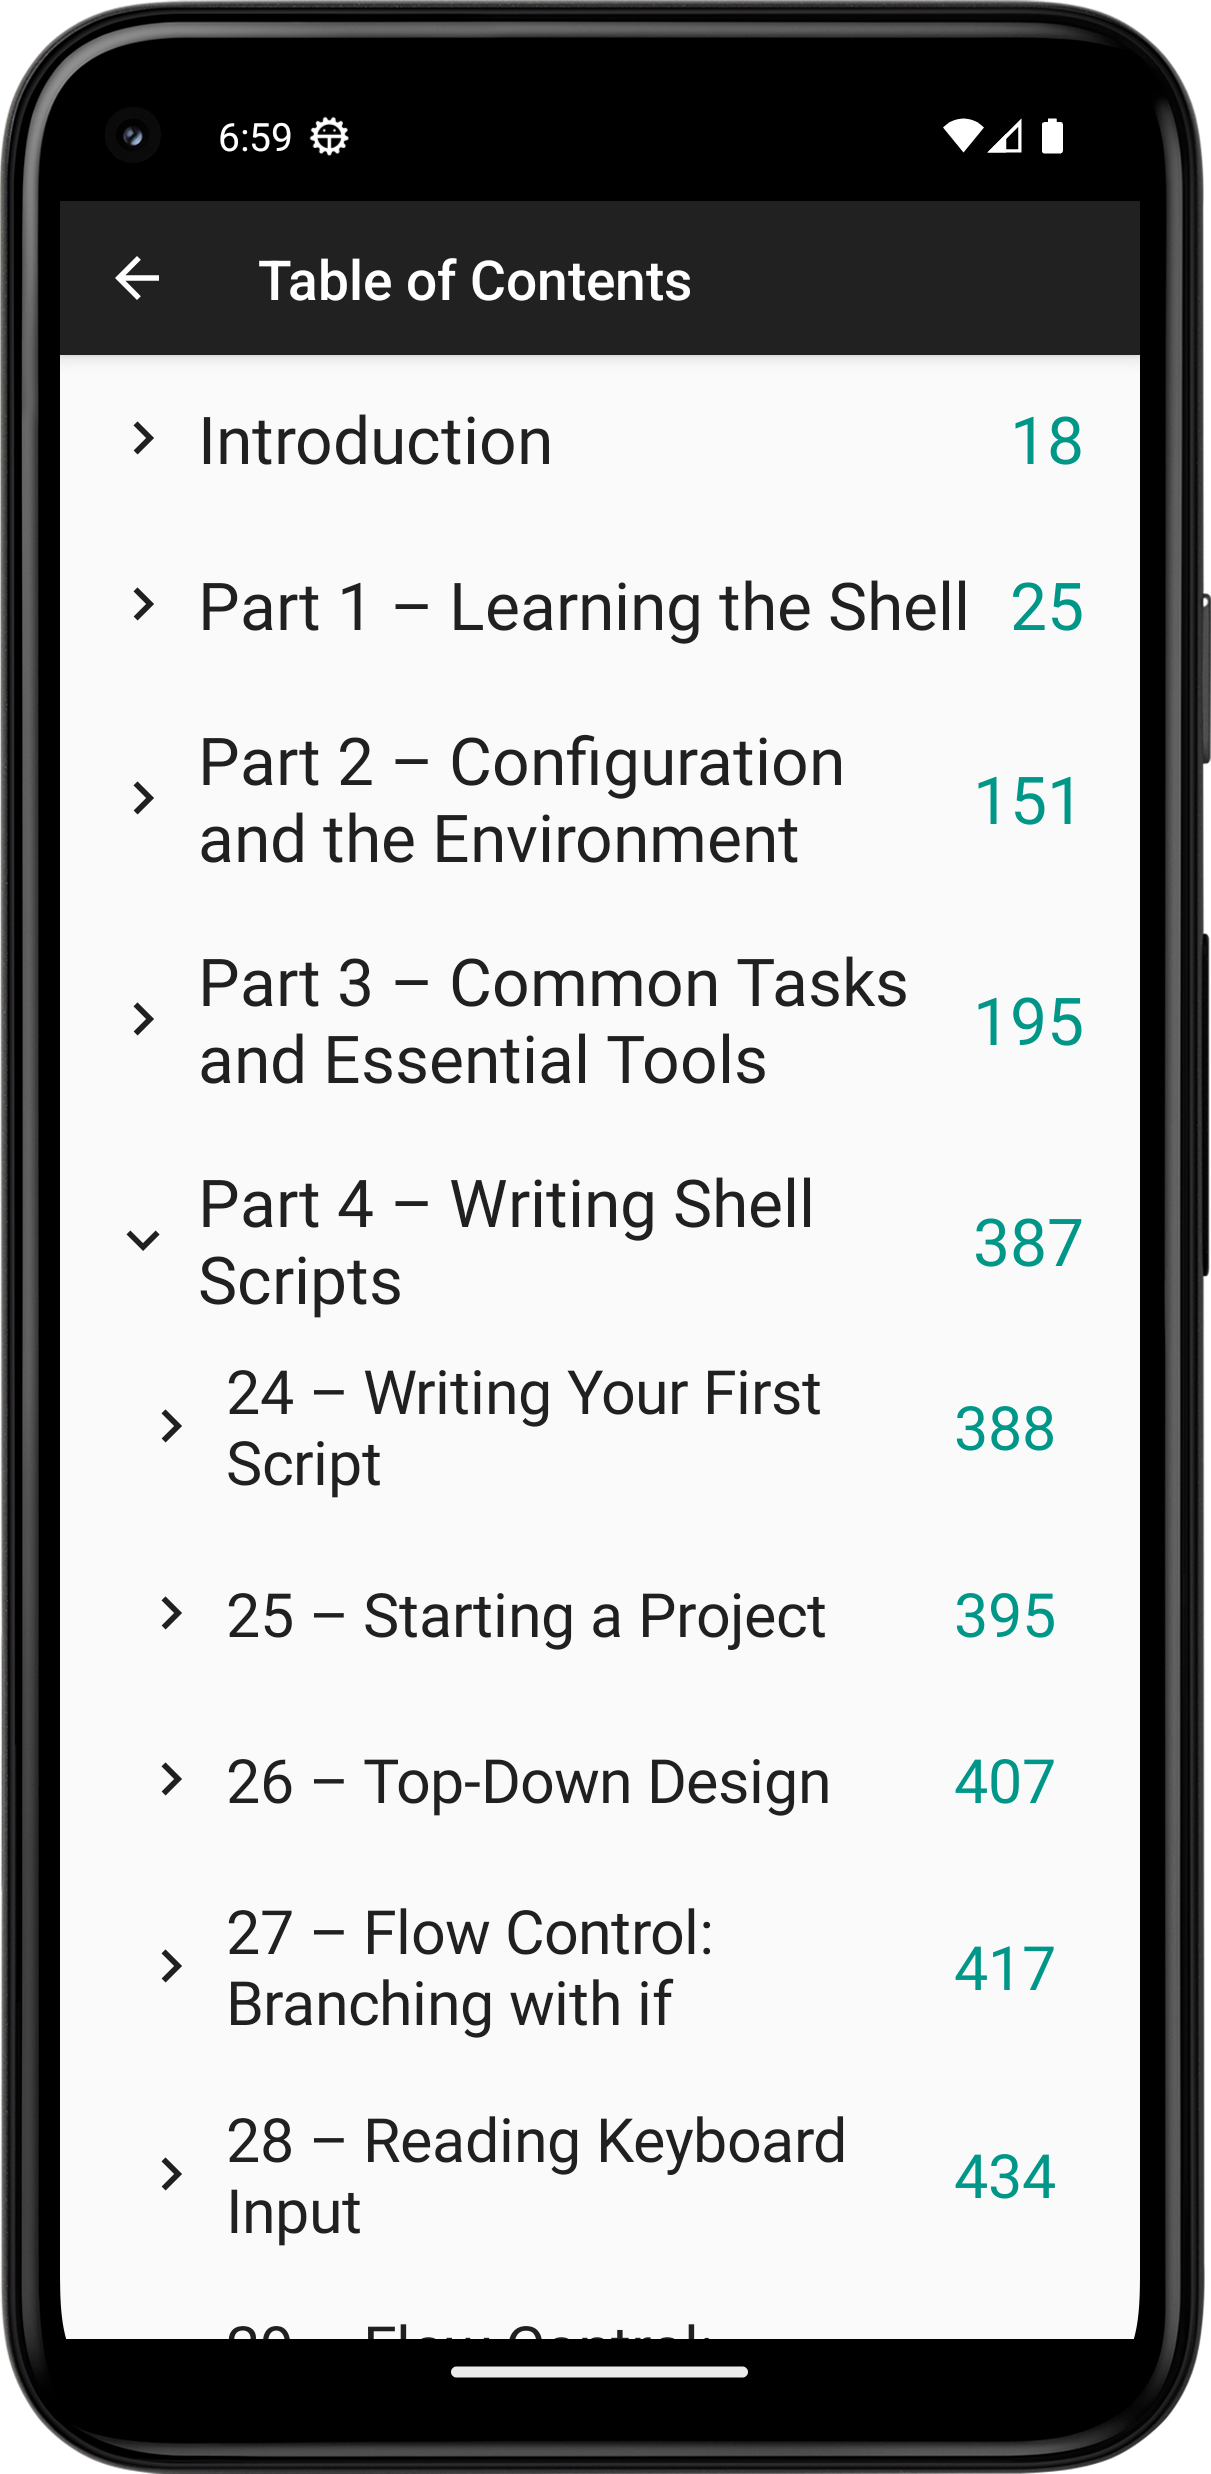 6:59
Table of Contents
Introduction 18
Part 1 – Learning the Shell 25
Part 2 – Configuration
and the Environment 151
Part 3 – Common Tasks
and Essential Tools 195
Part 4 – Writing Shell
Scripts 387
24 – Writing Your First
Script 388
25 – Starting a Project 395
26 – Top-Down Design 407
27 – Flow Control:
Branching with if 417
28 – Reading Keyboard
Input 434
29 – Flow Control: